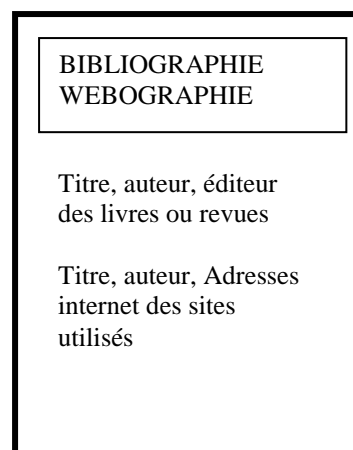 BIBLIOGRAPHIE
WEBOGRAPHIE
Titre, auteur, éditeur
des livres ou revues
Titre, auteur, Adresses
internet des sites
utilisés